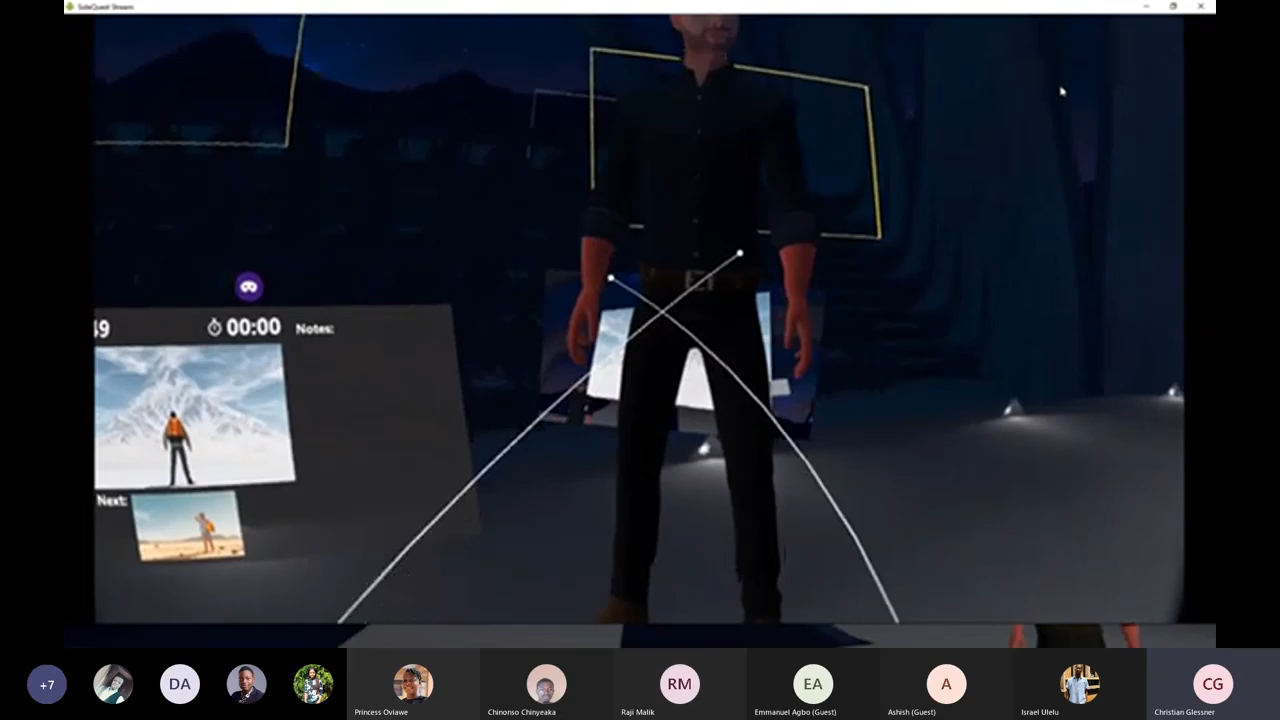 SideQuest Stream
49
00:00
Notes:
Next:
+7
DA
RM
EA
A
CG
Princess Oviawe
Chinonso Chinyeaka
Raji Malik
Emmanuel Agbo (Guest)
Ashish (Guest)
Israel Ulelu
Christian Glessner